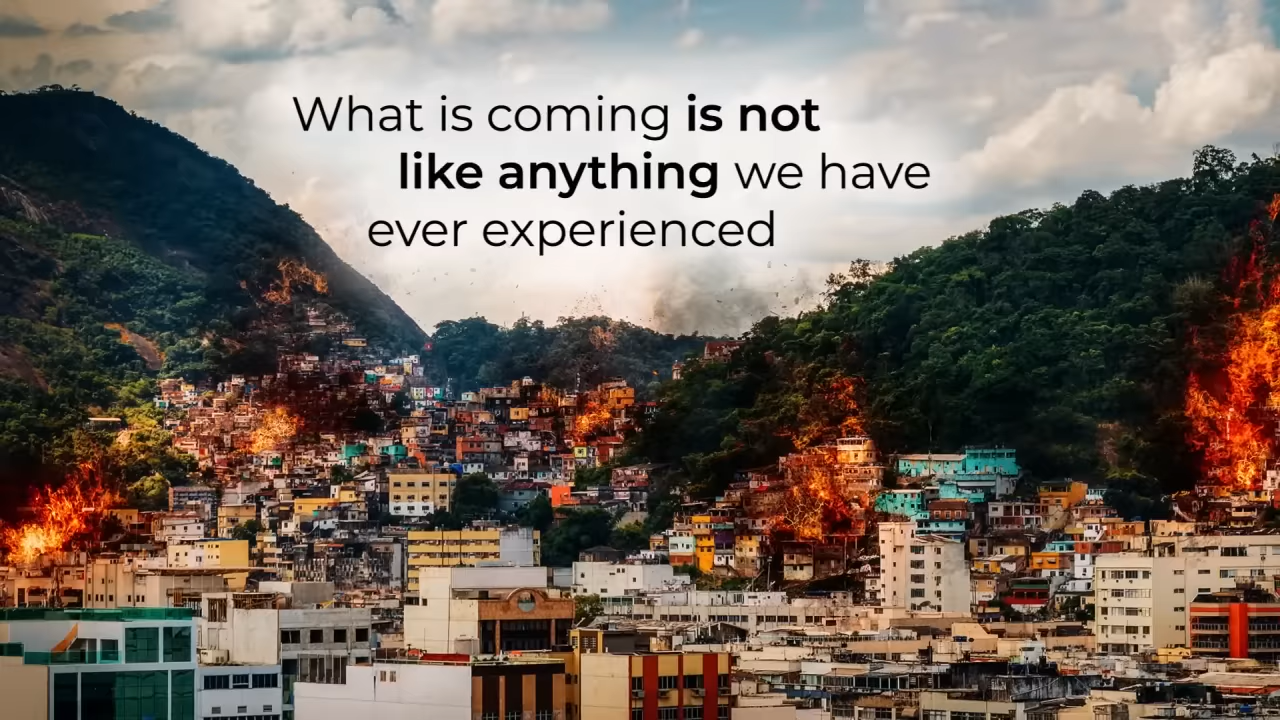 What is coming is not
like anything we have
ever experienced